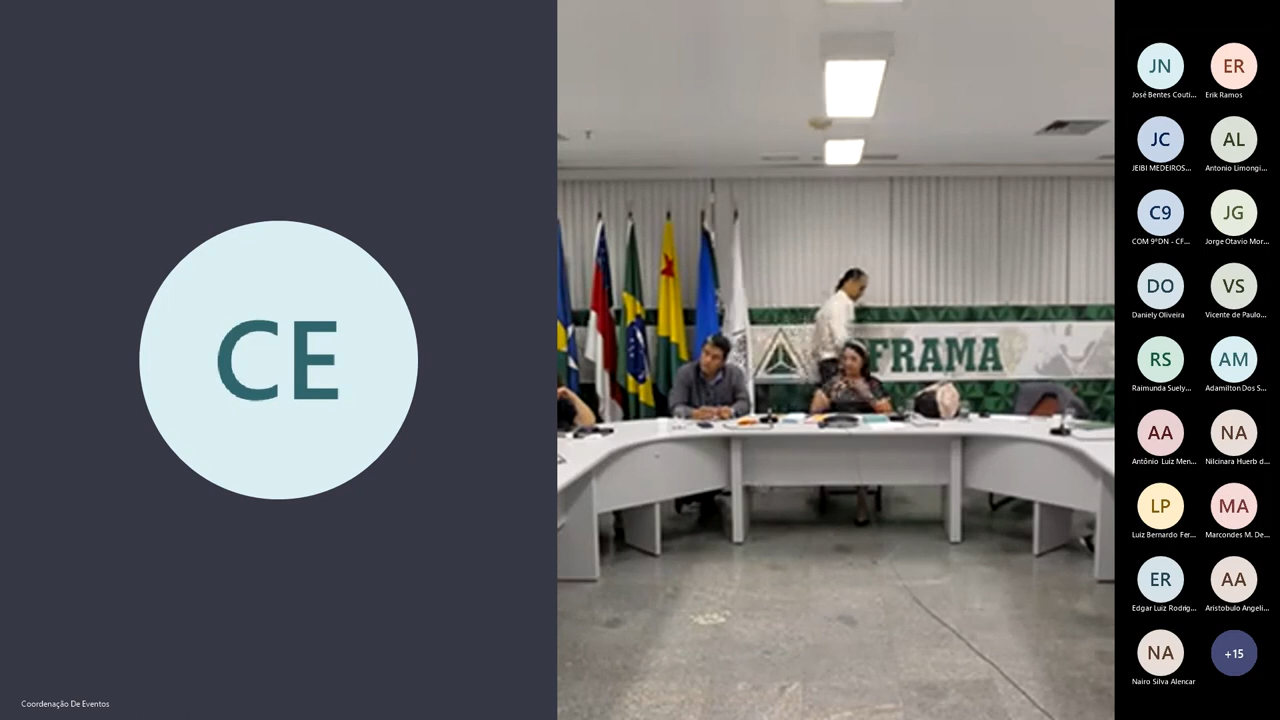 CE
Coordenação De Eventos
FRAMA
JN
ER
José Bentes Couti...
Erik Ramos
JC
AL
JEIBI MEDEIROS...
Antonio Limongi...
C9
JG
COM 9ºDN - CF...
Jorge Otavio Mor...
DO
VS
Daniely Oliveira
Vicente de Paulo...
RS
AM
Raimunda Suely...
Adamilton Dos S...
AA
NA
Antônio Luiz Men...
Nilcinara Huerb d...
LP
MA
Luiz Bernardo Fer...
Marcondes M. De...
ER
AA
Edgar Luiz Rodrig...
Aristobulo Angeli...
NA
+15
Nairo Silva Alencar